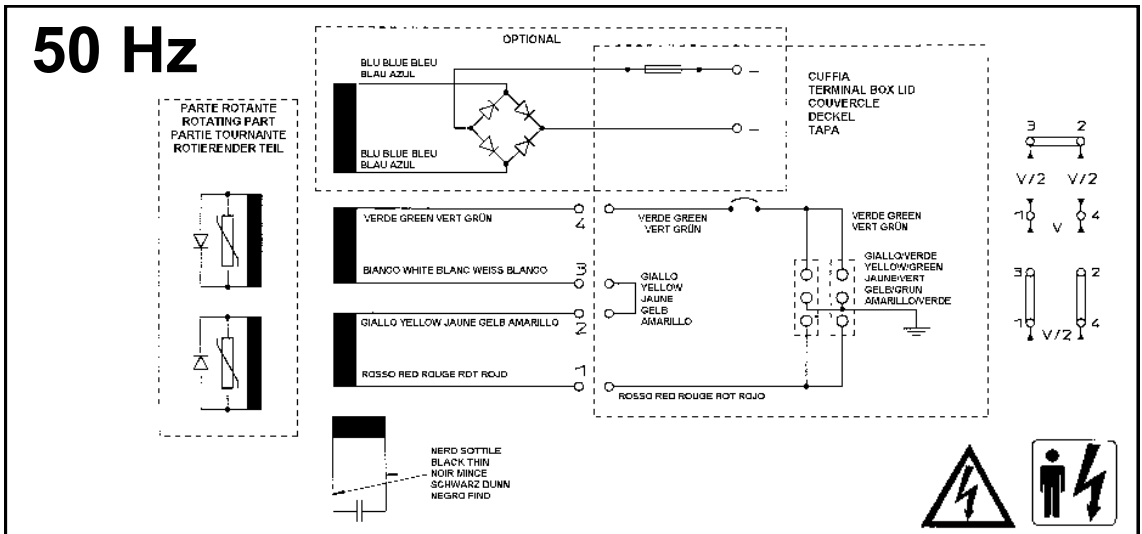 50 Hz
OPTIONAL
BLU BLUE BLEU
BLAU AZUL
BLU BLUE BLEU
BLAU AZUL
CUFFIA
TERMINAL BOX LID
COUVERCLE
DECKEL
TAPA
PARTE ROTANTE
ROTATING PART
PARTIE TOURNANTE
ROTIERENDER TEIL
VERDE GREEN VERT GRÜN
4
BIANCO WHITE BLANC WEISS BLANCO
3
GIALLO YELLOW JAUNE GELB AMARILLO
2
ROSSO RED ROUGE ROT ROJO
1
VERDE GREEN
VERT GRÜN
GIALLO
YELLOW
JAUNE
GELB
AMARILLO
VERDE GREEN
VERT GRÜN
GIALLO/VERDE
YELLOW/GREEN
JAUNE/VERT
GELB/GRUN
AMARILLO/VERDE
ROSSO RED ROUGE ROT ROJO
3 2
V/2 V/2
1 V 4
3 2
1 V/2 4
NERO SOTTILE
BLACK THIN
NOIR MINCE
SCHWARZ DUNN
NEGRO FIND